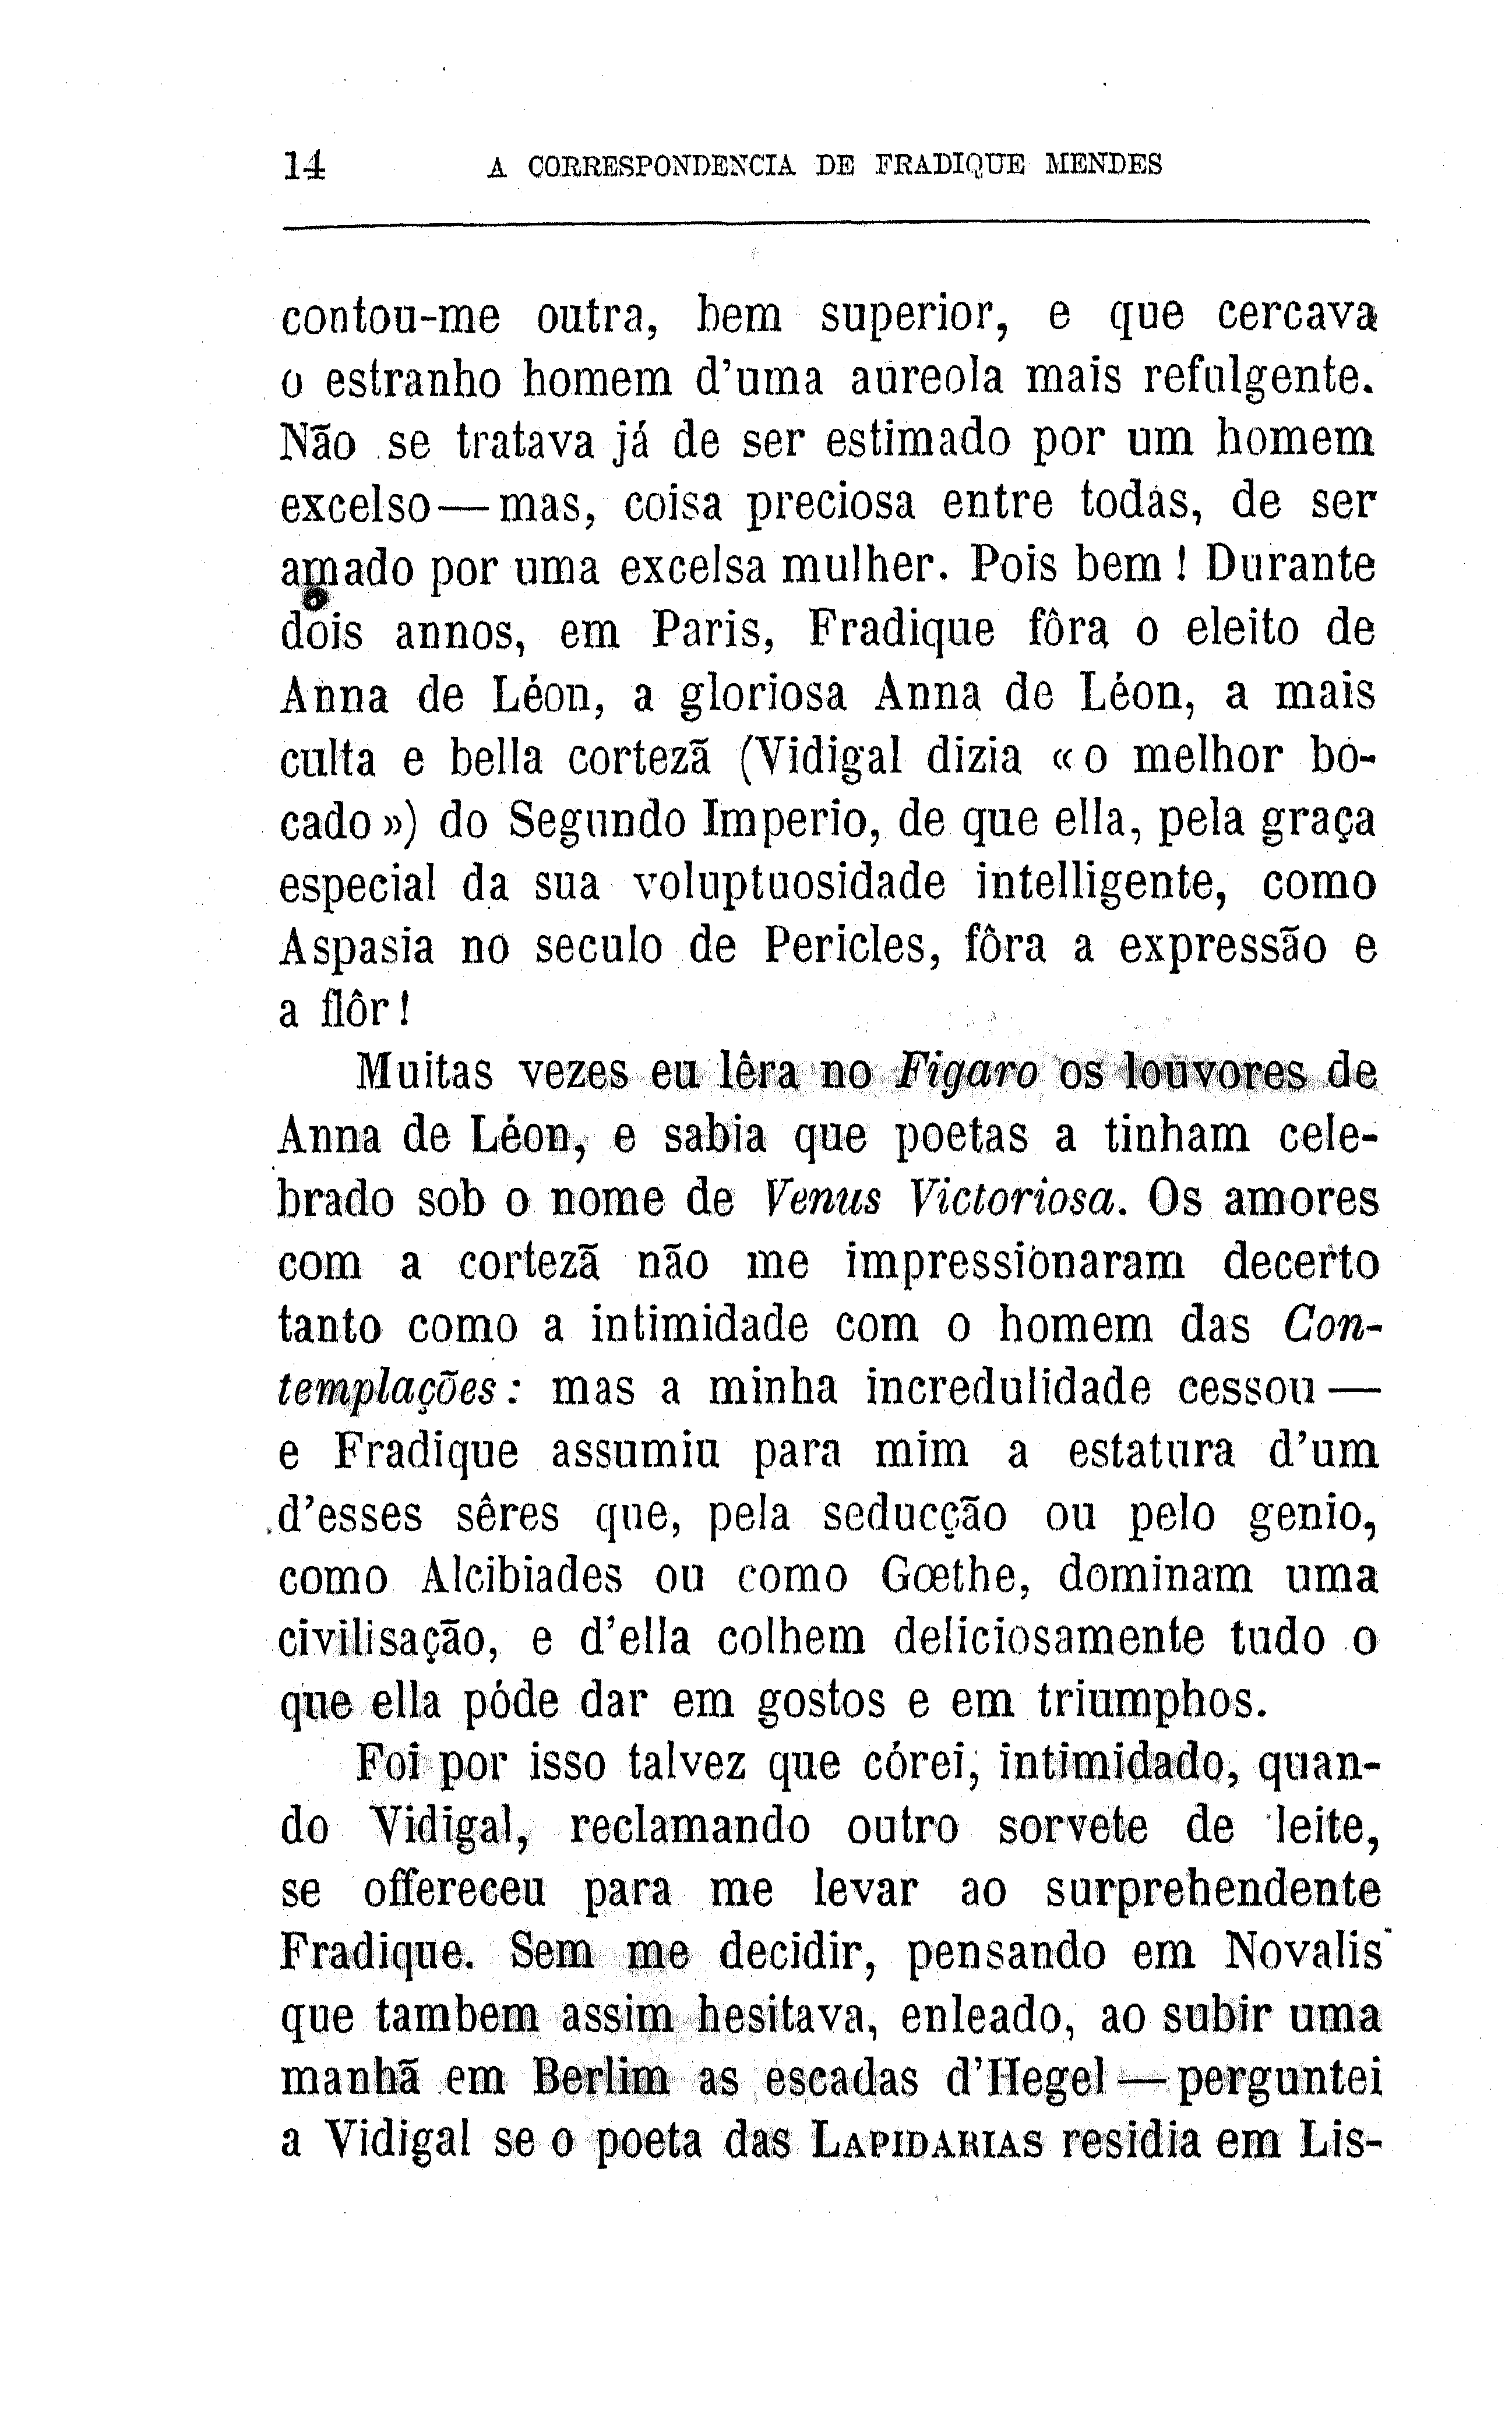 14 A CORRESPONDENCIA DE FRADIQUE MENDES
contou-me outra, bem superior, e que cercava
o estranho homem d'uma aureola mais refulgente.
Não se tratava já de ser estimado por um homem
excelso—mas, coisa preciosa entre todas, de ser
amado por uma excelsa mulher. Pois bem! Durante
dois annos, em Paris, Fradique fôra o eleito de
Anna de Léon, a gloriosa Anna de Léon, a mais
culta e bella cortezã (Vidigal dizia «o melhor bo-
cado») do Segundo Imperio, de que ella, pela graça
especial da sua voluptuosidade intelligente, como
Aspasia no seculo de Pericles, fôra a expressão e
a flôr!
Muitas vezes eu lêra no Figaro os louvores de
Anna de Léon, e sabia que poetas a tinham cele-
brado sob o nome de Venus Victoriosa. Os amores
com a cortezã não me impressionaram decerto
tanto como a intimidade com o homem das Con-
templações: mas a minha incredulidade cessou—
e Fradique assumiu para mim a estatura d'um
d'esses sêres que, pela seducção ou pelo genio,
como Alcibiades ou como Gœthe, dominam uma
civilisação, e d'ella colhem deliciosamente tudo o
que ella póde dar em gostos e em triumphos.
Foi por isso talvez que córei, intimidado, quan-
do Vidigal, reclamando outro sorvete de leite,
se offereceu para me levar ao surprehendente
Fradique. Sem me decidir, pensando em Novalis
que tambem assim hesitava, enleado, ao subir uma
manhã em Berlim as escadas d'Hegel—perguntei
a Vidigal se o poeta das LAPIDARIAS residia em Lis-